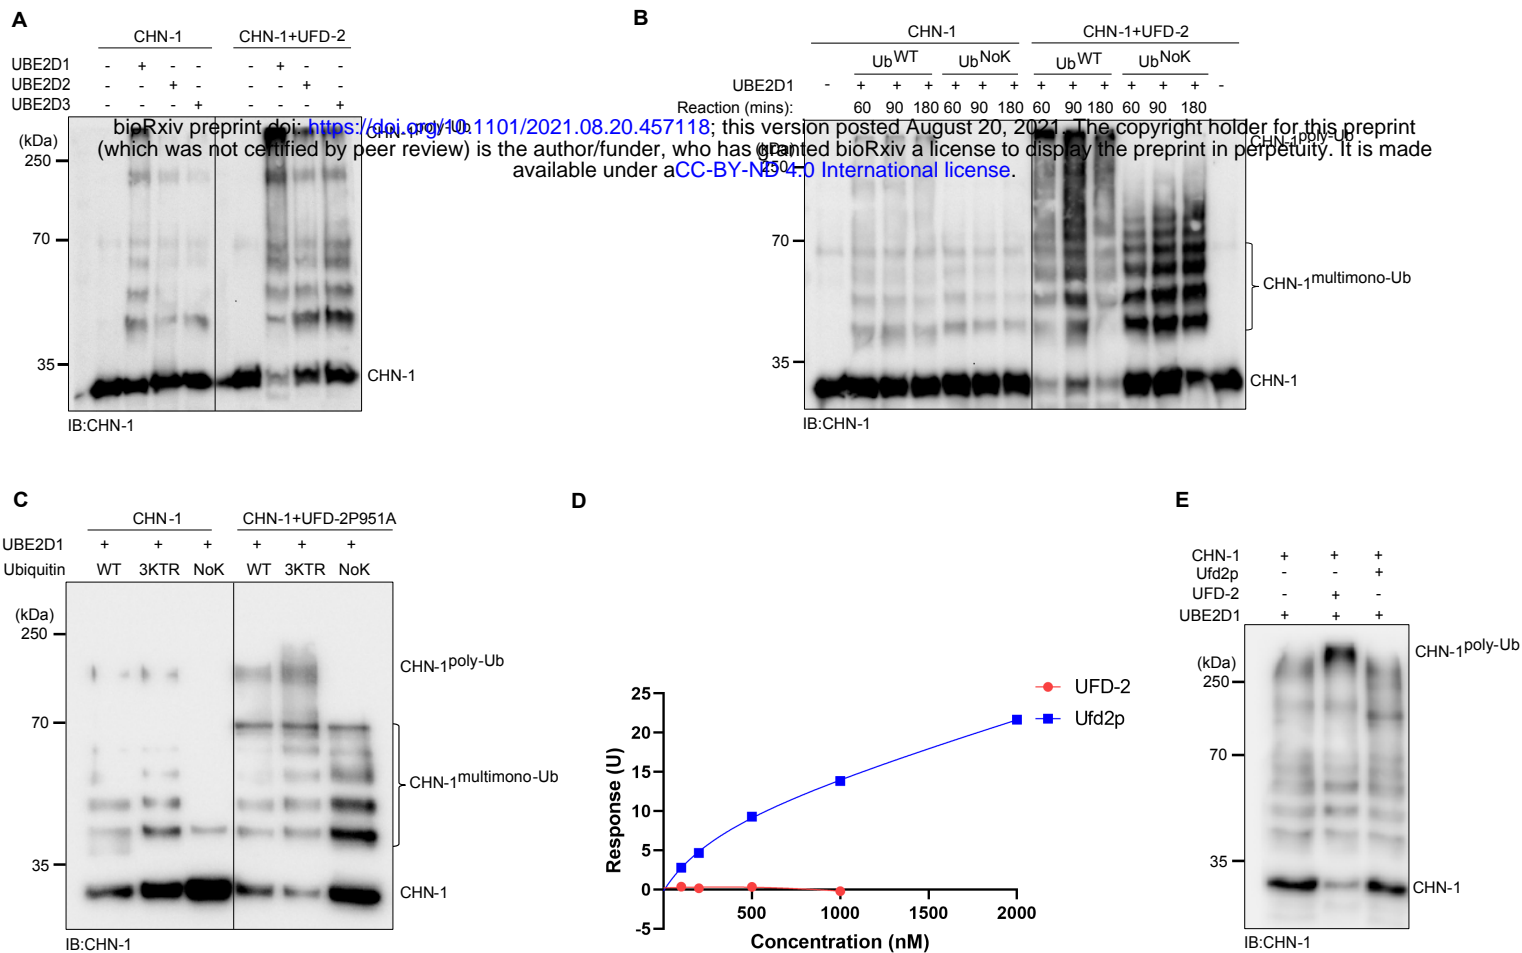 A
CHN-1
CHN-1+UFD-2
UBE2D1 - + - - - + - -
UBE2D2 - - + - - - + -
UBE2D3 - - - + - - - +
(kDa)
250
70
35
CHN-1poly-Ub
CHN-1
IB:CHN-1
B
CHN-1
CHN-1+UFD-2
UbWT UbNoK UbWT UbNoK
UBE2D1 - + + + + + + + + + + + + -
Reaction (mins): 60 90 180 60 90 180 60 90 180 60 90 180
(kDa)
250
70
35
CHN-1poly-Ub
CHN-1multimono-Ub
CHN-1
IB:CHN-1
bioRxiv preprint doi: https://doi.org/10.1101/2021.08.20.457118; this version posted August 20, 2021. The copyright holder for this preprint
(which was not certified by peer review) is the author/funder, who has granted bioRxiv a license to display the preprint in perpetuity. It is made
available under aCC-BY-ND 4.0 International license.
C
CHN-1
CHN-1+UFD-2P951A
UBE2D1 + + + + + +
Ubiquitin WT 3KTR NoK WT 3KTR NoK
(kDa)
250
70
35
CHN-1poly-Ub
CHN-1multimono-Ub
CHN-1
IB:CHN-1
D
25
20
15
10
5
0
-5
500 1000 1500 2000
Response (U)
Concentration (nM)
UFD-2
Ufd2p
E
CHN-1 + + +
Ufd2p - - +
UFD-2 - + -
UBE2D1 + + +
(kDa)
250
70
35
CHN-1poly-Ub
CHN-1
IB:CHN-1